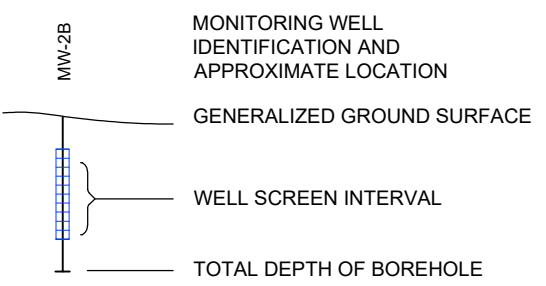 MW-2B
MONITORING WELL
IDENTIFICATION AND
APPROXIMATE LOCATION
GENERALIZED GROUND SURFACE
WELL SCREEN INTERVAL
TOTAL DEPTH OF BOREHOLE